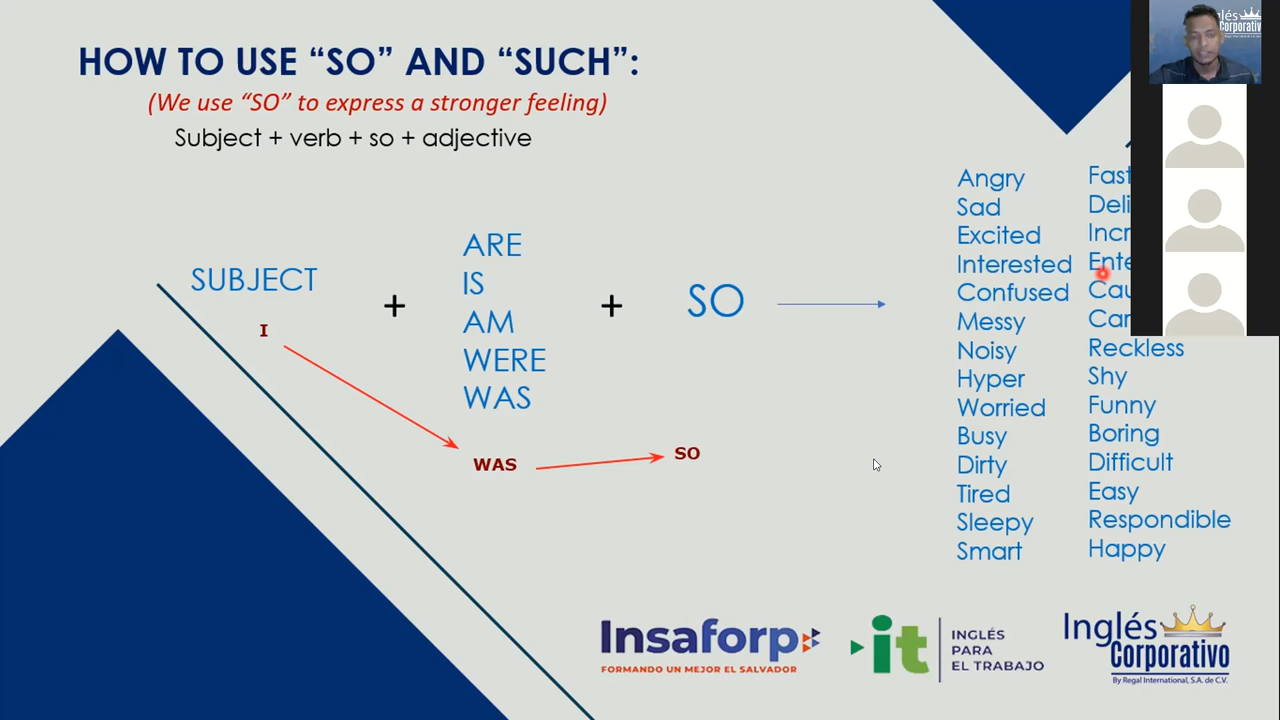 HOW TO USE “SO” AND “SUCH”:
(We use “SO” to express a stronger feeling)
Subject + verb + so + adjective
SUBJECT
I
+
ARE
IS
AM
WERE
WAS
WAS
+
SO
SO
Angry
Sad
Excited
Interested
Confused
Messy
Noisy
Hyper
Worried
Busy
Dirty
Tired
Sleepy
Smart
Fast
Reckless
Shy
Funny
Boring
Difficult
Easy
Respondible
Happy
Insaforp
FORMANDO UN MEJOR EL SALVADOR
it
INGLÉS
PARA
EL TRABAJO
Inglés
Corporativo
By Regal International, S.A. de C.V.